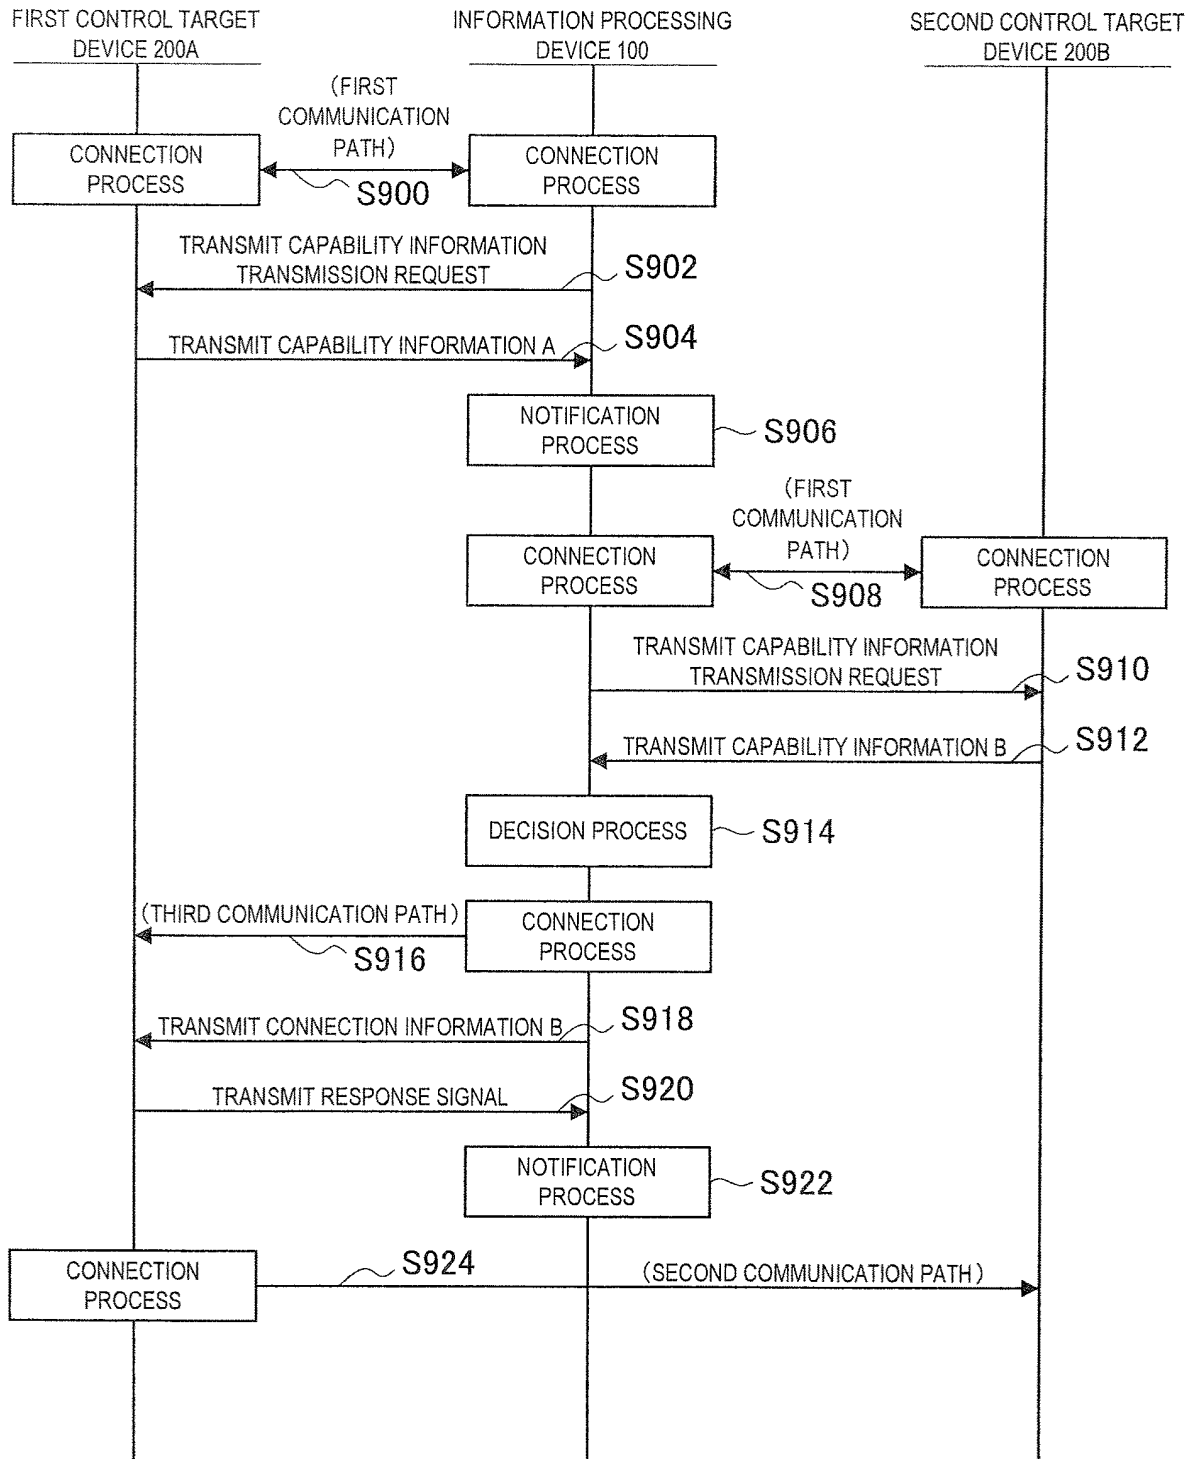 FIRST CONTROL TARGET
DEVICE 200A
INFORMATION PROCESSING
DEVICE 100
SECOND CONTROL TARGET
DEVICE 200B
(FIRST
COMMUNICATION
PATH)
CONNECTION
PROCESS
CONNECTION
PROCESS
S900
TRANSMIT CAPABILITY INFORMATION
TRANSMISSION REQUEST
S902
TRANSMIT CAPABILITY INFORMATION A
S904
NOTIFICATION
PROCESS
S906
(FIRST
COMMUNICATION
PATH)
CONNECTION
PROCESS
CONNECTION
PROCESS
S908
TRANSMIT CAPABILITY INFORMATION
TRANSMISSION REQUEST
S910
TRANSMIT CAPABILITY INFORMATION B
S912
DECISION PROCESS
S914
(THIRD COMMUNICATION PATH)
CONNECTION
PROCESS
S916
TRANSMIT CONNECTION INFORMATION B
S918
TRANSMIT RESPONSE SIGNAL
S920
NOTIFICATION
PROCESS
S922
CONNECTION
PROCESS
S924
(SECOND COMMUNICATION PATH)